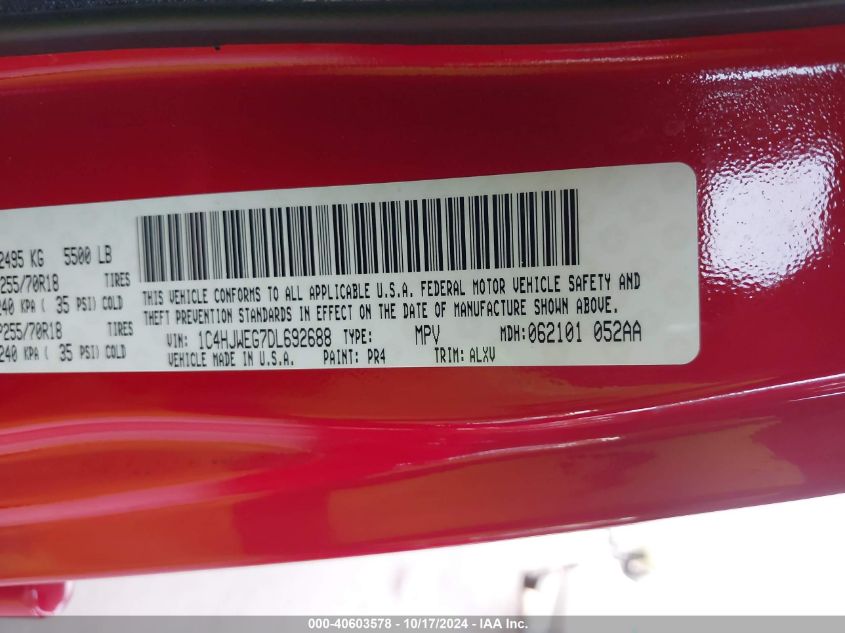 2495 KG 5500 LB
255/70R18 TIRES
240 KPA ( 35 PSI) COLD
P255/70R18 TIRES
240 KPA ( 35 PSI) COLD
THIS VEHICLE CONFORMS TO ALL APPLICABLE U.S.A. FEDERAL MOTOR VEHICLE SAFETY AND
THEFT PREVENTION STANDARDS IN EFFECT ON THE DATE OF MANUFACTURE SHOWN ABOVE.
VIN: 1C4HJWEG7DL692688 TYPE: MPV MDH:062101 052AA
VEHICLE MADE IN U.S.A. PAINT: PR4 TRIM: ALXV
000-40603578 - 10/17/2024 - IAA Inc.